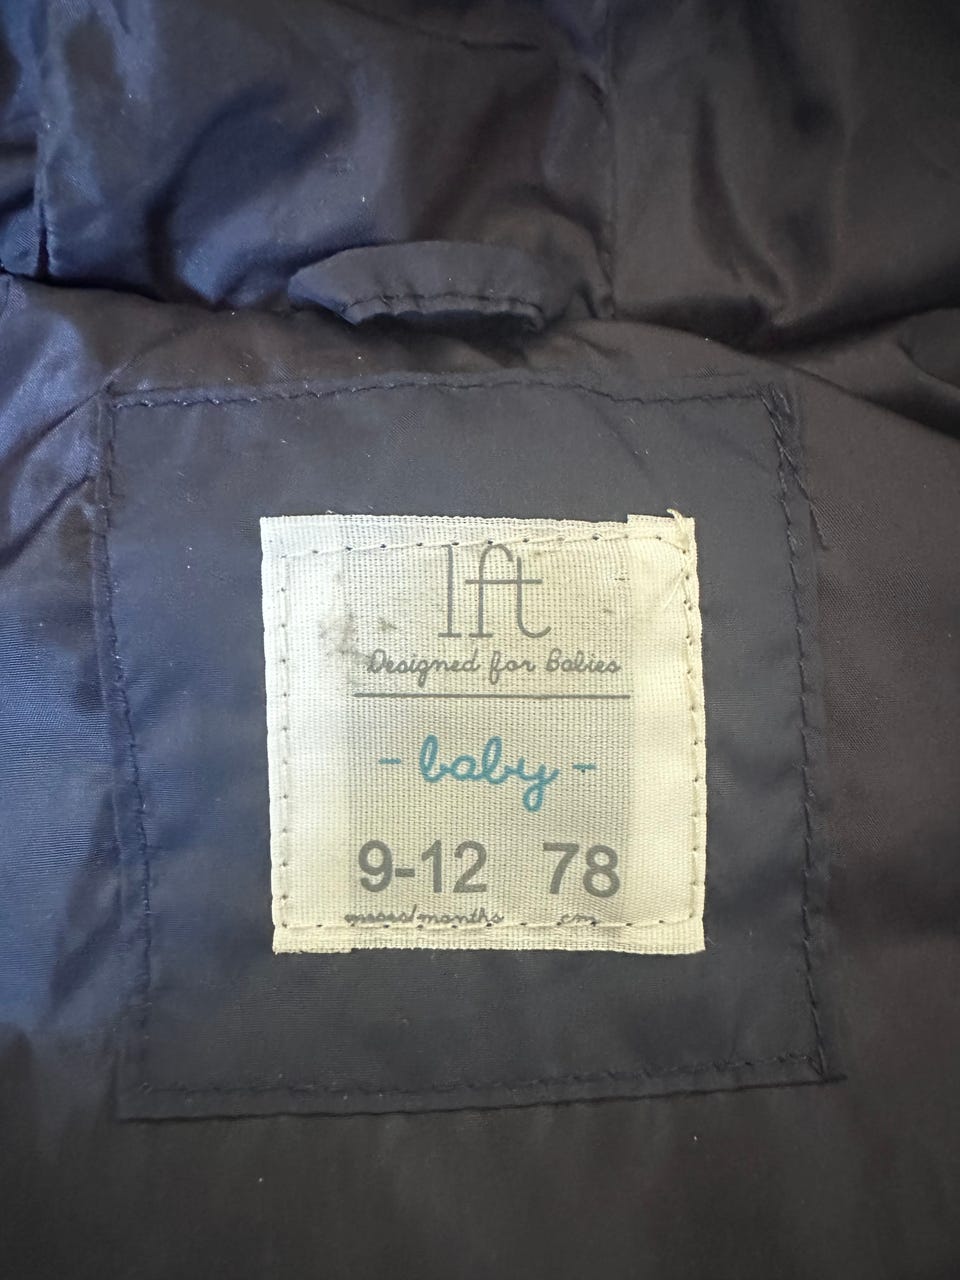 lft
Designed for Babies
- baby -
9-12 78
meses/months cm